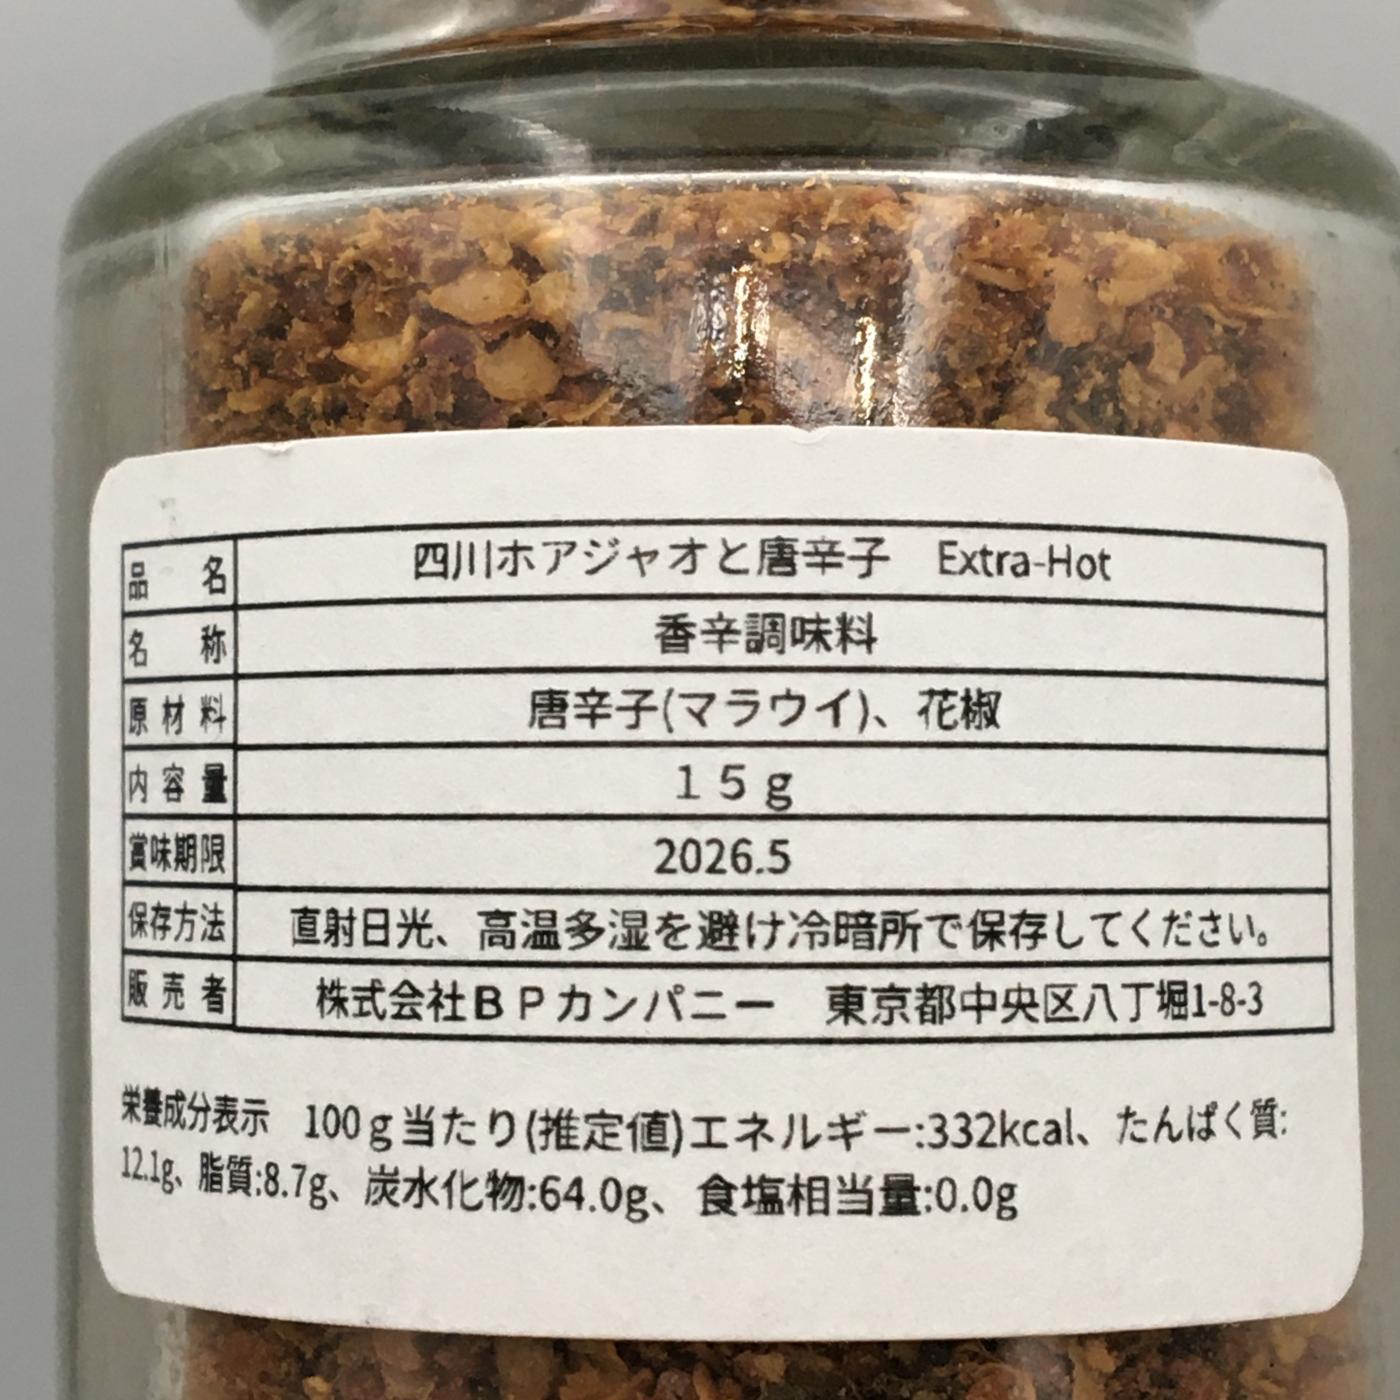 品名 四川ホアジャオと唐辛子　Extra-Hot
名称 香辛調味料
原材料 唐辛子(マラウイ)、花椒
内容量 １５ｇ
賞味期限 2026.5
保存方法 直射日光、高温多湿を避け冷暗所で保存してください。
販売者 株式会社ＢＰカンパニー　東京都中央区八丁堀1-8-3
栄養成分表示　100ｇ当たり(推定値)エネルギー:332kcal、たんぱく質:
12.1g、脂質:8.7g、炭水化物:64.0g、食塩相当量:0.0g